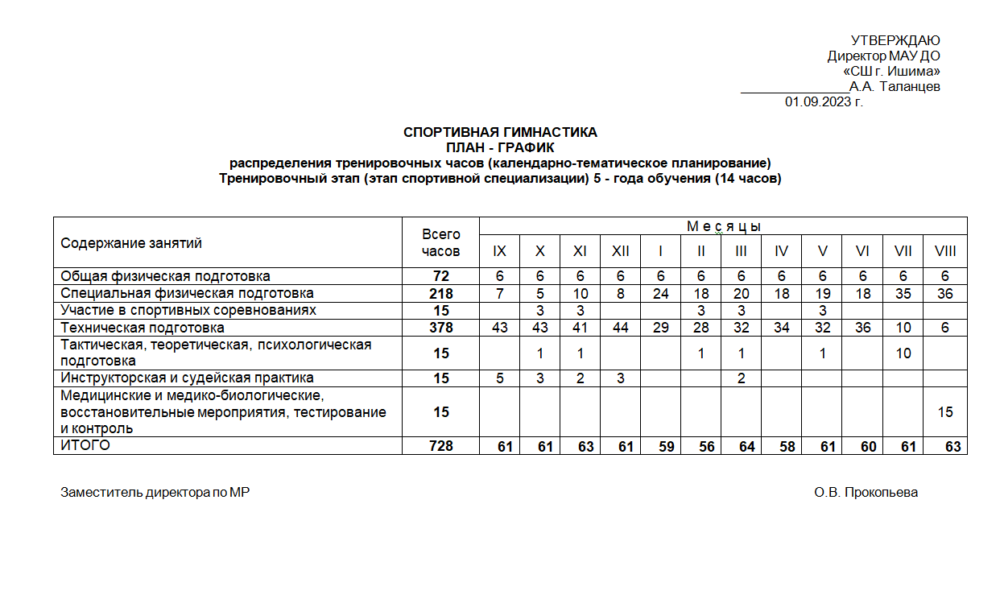 УТВЕРЖДАЮ
Директор МАУ ДО
«СШ г. Ишима»
_______________А.А. Таланцев
01.09.2023 г.
СПОРТИВНАЯ ГИМНАСТИКА
ПЛАН - ГРАФИК
распределения тренировочных часов (календарно-тематическое планирование)
Тренировочный этап (этап спортивной специализации) 5 - года обучения (14 часов)
Содержание занятий Всего часов М е с я ц ы
IX X XI XII I II III IV V VI VII VIII
Общая физическая подготовка 72 6 6 6 6 6 6 6 6 6 6 6 6
Специальная физическая подготовка 218 7 5 10 8 24 18 20 18 19 18 35 36
Участие в спортивных соревнованиях 15 3 3 3 3 3
Техническая подготовка 378 43 43 41 44 29 28 32 34 32 36 10 6
Тактическая, теоретическая, психологическая
подготовка 15 1 1 1 1 1 10
Инструкторская и судейская практика 15 5 3 2 3 2
Медицинские и медико-биологические,
восстановительные мероприятия, тестирование
и контроль 15 15
ИТОГО 728 61 61 63 61 59 56 64 58 61 60 61 63
Заместитель директора по МР О.В. Прокопьева